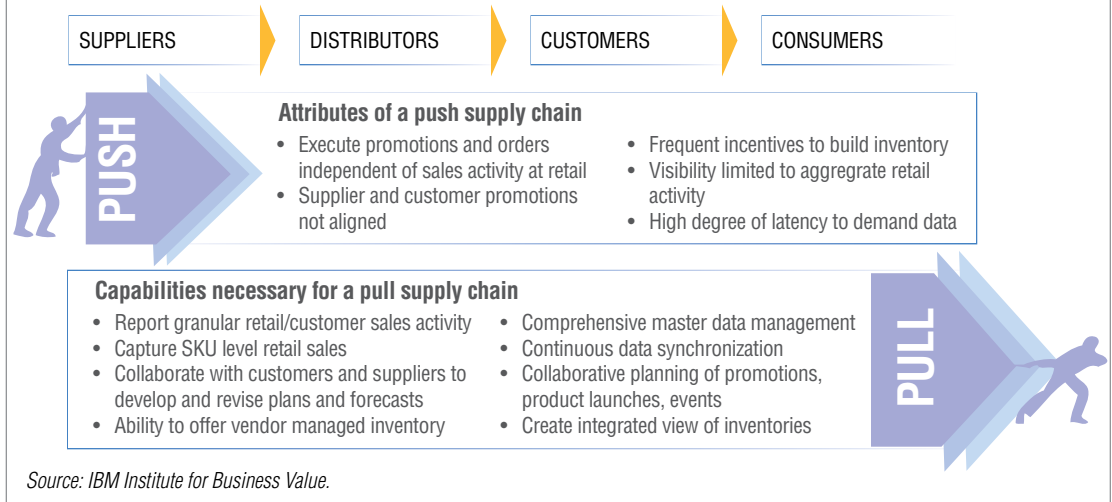 SUPPLIERS
DISTRIBUTORS
CUSTOMERS
CONSUMERS
PUSH
Attributes of a push supply chain
• Execute promotions and orders
independent of sales activity at retail
• Supplier and customer promotions
not aligned
• Frequent incentives to build inventory
• Visibility limited to aggregrate retail
activity
• High degree of latency to demand data
Capabilities necessary for a pull supply chain
• Report granular retail/customer sales activity
• Capture SKU level retail sales
• Collaborate with customers and suppliers to
develop and revise plans and forecasts
• Ability to offer vendor managed inventory
• Comprehensive master data management
• Continuous data synchronization
• Collaborative planning of promotions,
product launches, events
• Create integrated view of inventories
PULL
Source: IBM Institute for Business Value.